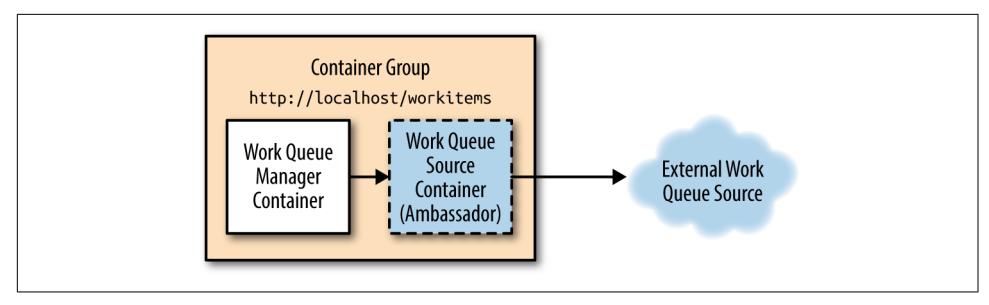 Container Group
http://localhost/workitems
Work Queue
Manager
Container
Work Queue
Source
Container
(Ambassador)
External Work
Queue Source